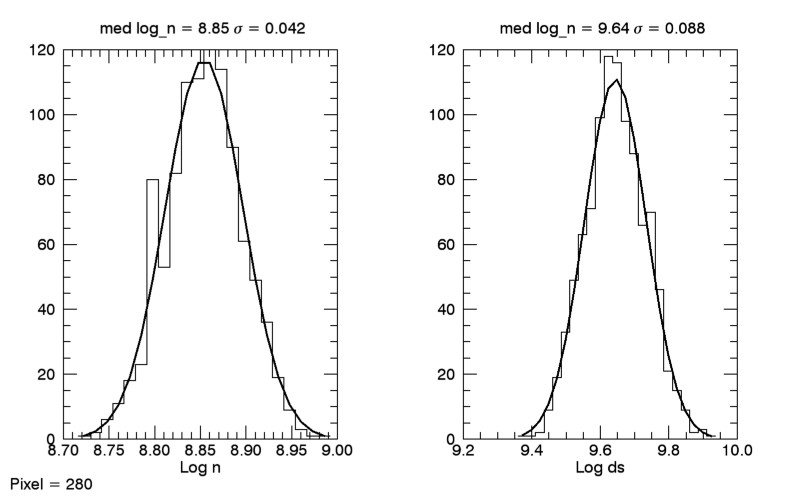 med log_n = 8.85 σ = 0.042
120
100
80
60
40
20
0
8.70 8.75 8.80 8.85 8.90 8.95 9.00
Log n
med log_n = 9.64 σ = 0.088
120
100
80
60
40
20
0
9.2 9.4 9.6 9.8 10.0
Log ds
Pixel = 280